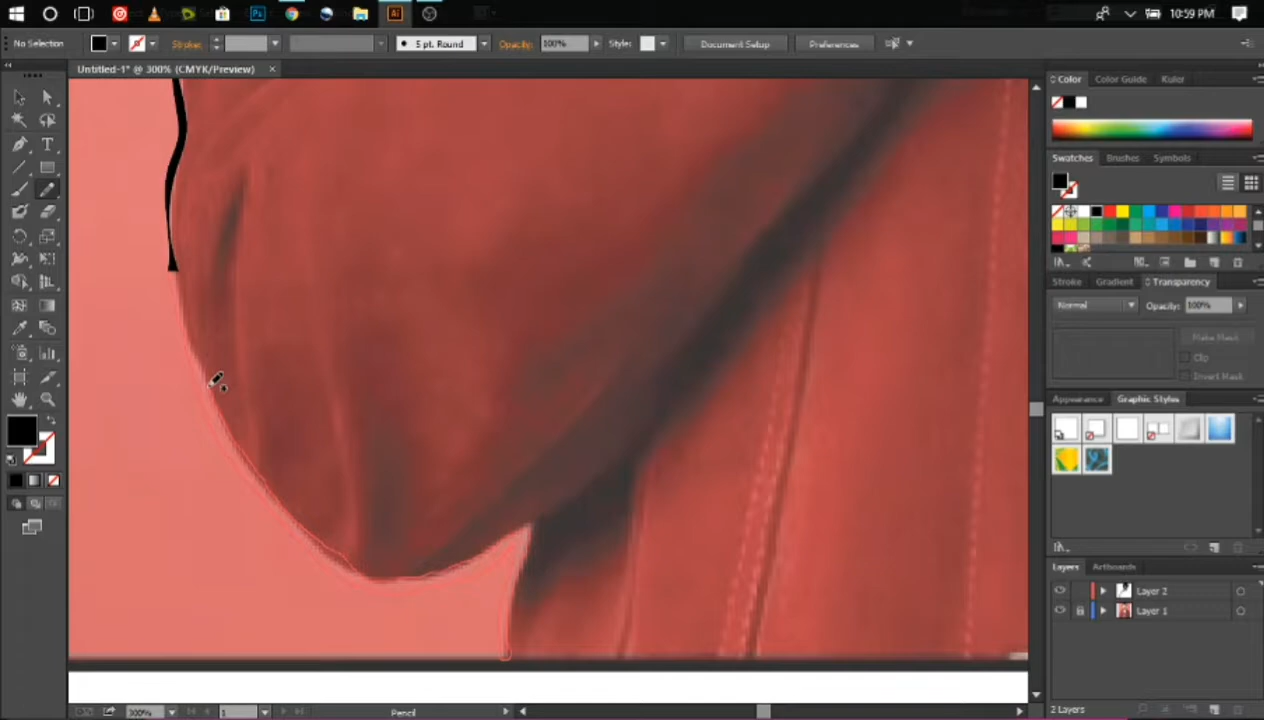 10:59 PM
No Selection
Stroke:
5 pt. Round
Opacity:
100%
Style:
Document Setup
Preferences
Untitled-1* @ 300% (CMYK/Preview)
Color
Color Guide
Kuler
Swatches
Brushes
Symbols
Stroke
Gradient
Transparency
Normal
Opacity:
100%
Make Mask
Clip
Invert Mask
Appearance
Graphic Styles
Layers
Artboards
Layer 2
Layer 1
300%
1
Pencil
2 Layers